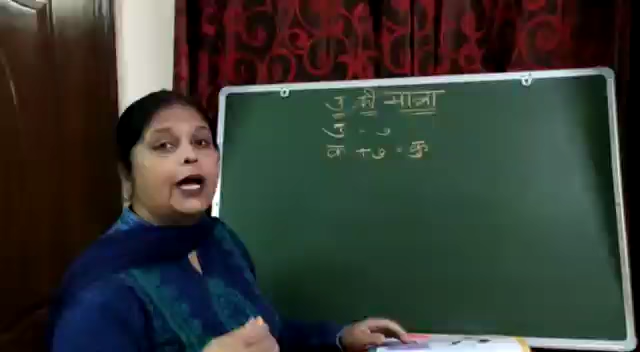 उ की मात्रा
उ - ु
क + ु = कु